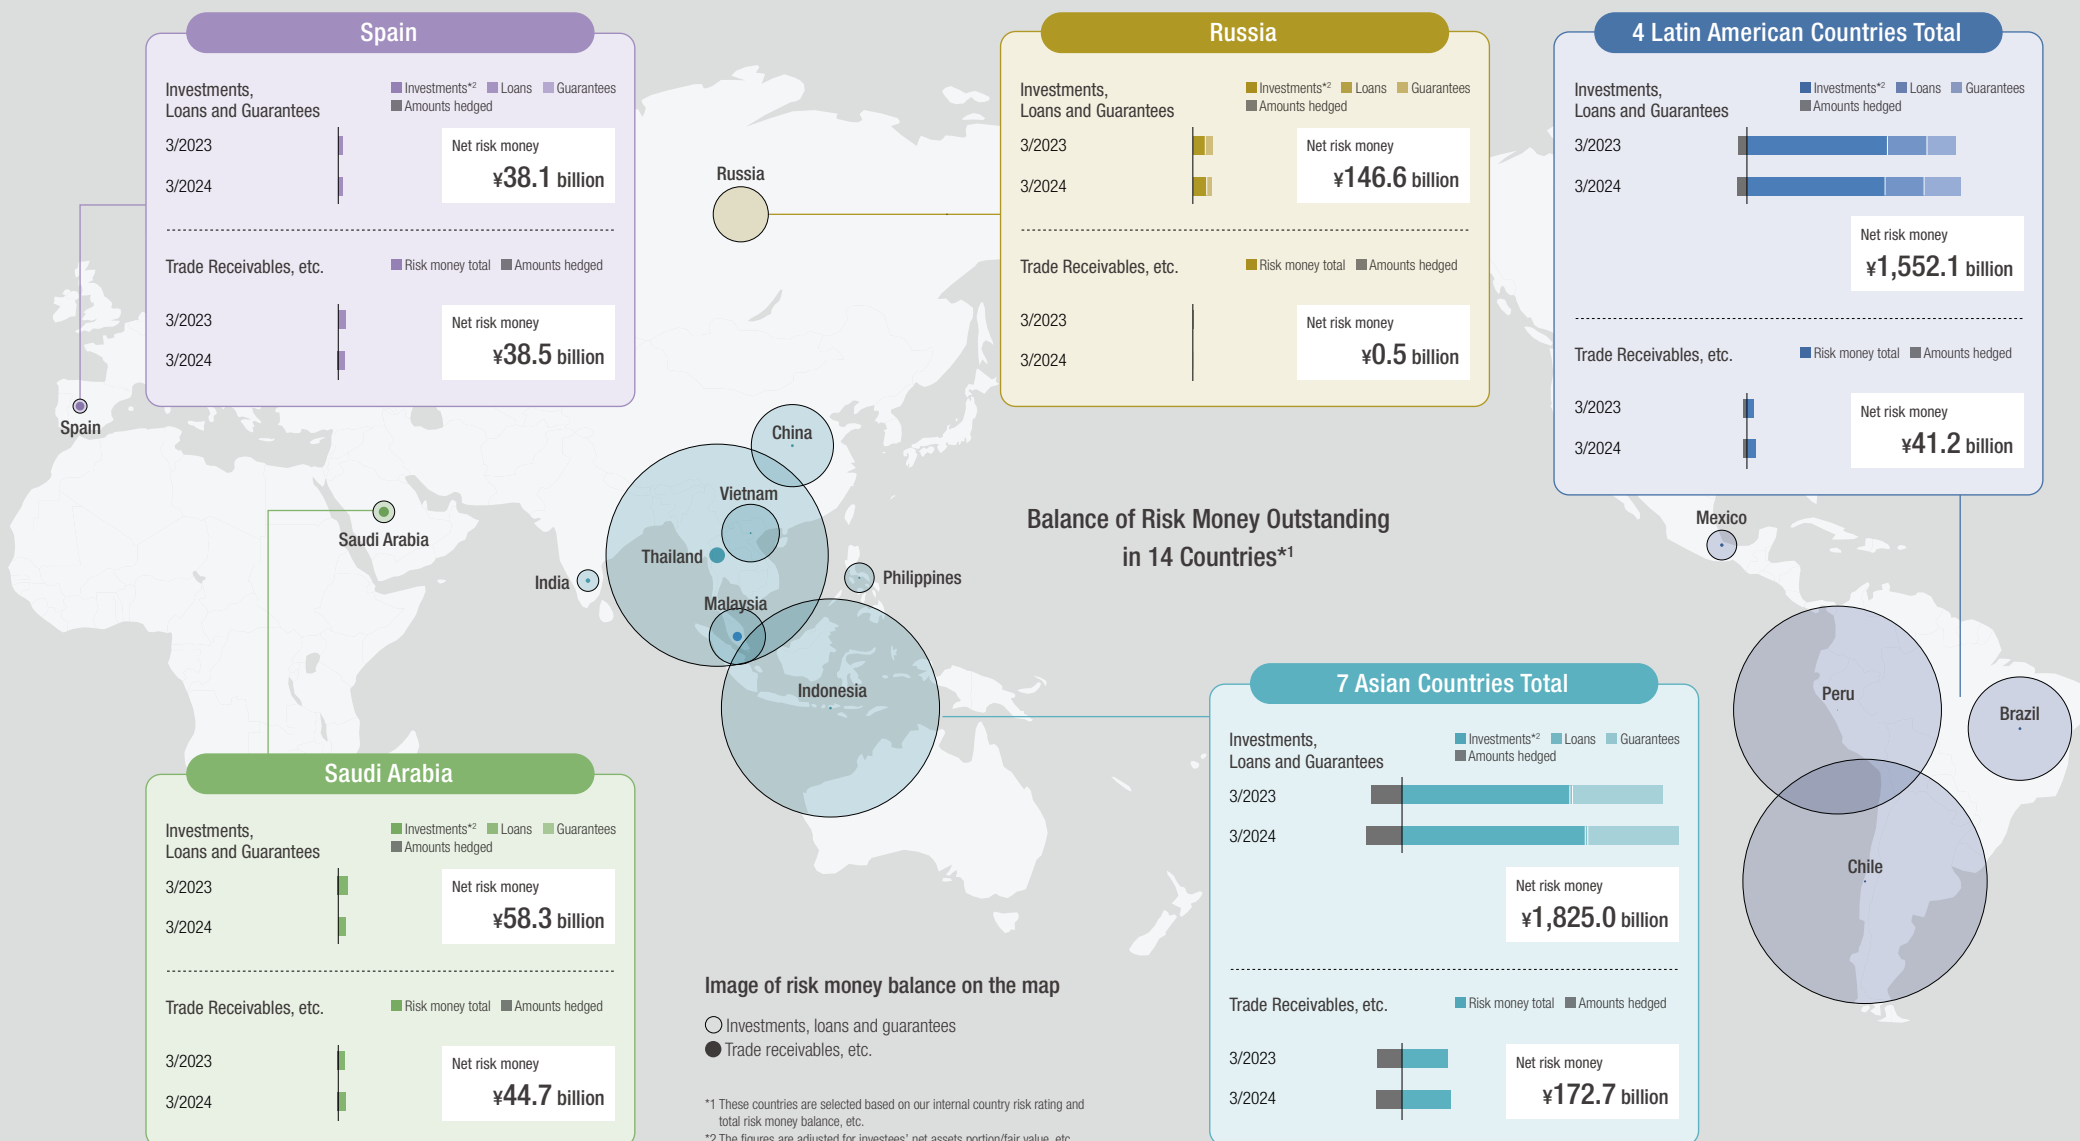 Spain
Investments,
Loans and Guarantees
Investments*2 Loans Guarantees
Amounts hedged
3/2023
3/2024
Net risk money
¥38.1 billion
Trade Receivables, etc.
Risk money total Amounts hedged
3/2023
3/2024
Net risk money
¥38.5 billion
Russia
Investments,
Loans and Guarantees
Investments*2 Loans Guarantees
Amounts hedged
3/2023
3/2024
Net risk money
¥146.6 billion
Trade Receivables, etc.
Risk money total Amounts hedged
3/2023
3/2024
Net risk money
¥0.5 billion
4 Latin American Countries Total
Investments,
Loans and Guarantees
Investments*2 Loans Guarantees
Amounts hedged
3/2023
3/2024
Net risk money
¥1,552.1 billion
Trade Receivables, etc.
Risk money total Amounts hedged
3/2023
3/2024
Net risk money
¥41.2 billion
Russia
Spain
China
Vietnam
Saudi Arabia
Thailand
India
Philippines
Malaysia
Indonesia
Balance of Risk Money Outstanding
in 14 Countries*1
Mexico
Peru
Brazil
Chile
Saudi Arabia
Investments,
Loans and Guarantees
Investments*2 Loans Guarantees
Amounts hedged
3/2023
3/2024
Net risk money
¥58.3 billion
Trade Receivables, etc.
Risk money total Amounts hedged
3/2023
3/2024
Net risk money
¥44.7 billion
7 Asian Countries Total
Investments,
Loans and Guarantees
Investments*2 Loans Guarantees
Amounts hedged
3/2023
3/2024
Net risk money
¥1,825.0 billion
Trade Receivables, etc.
Risk money total Amounts hedged
3/2023
3/2024
Net risk money
¥172.7 billion
Image of risk money balance on the map
Investments, loans and guarantees
Trade receivables, etc.
*1 These countries are selected based on our internal country risk rating and
total risk money balance, etc.
*2 The figures are adjusted for investees' net assets portion/fair value, etc.